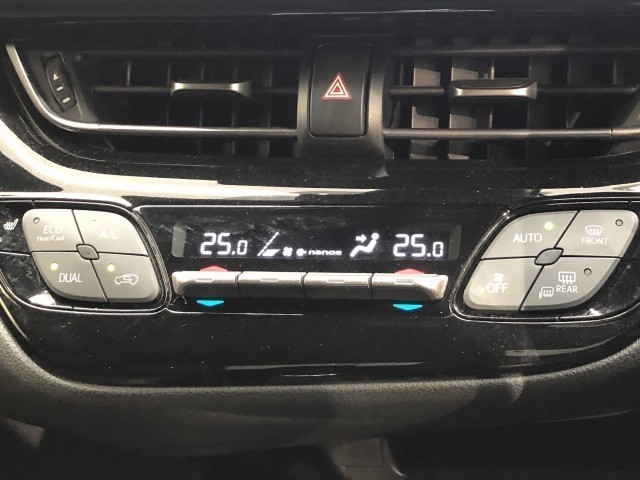 25.0 nanoe 25.0
ECO
Heat/Cool
A/C
DUAL
AUTO
FRONT
OFF
REAR